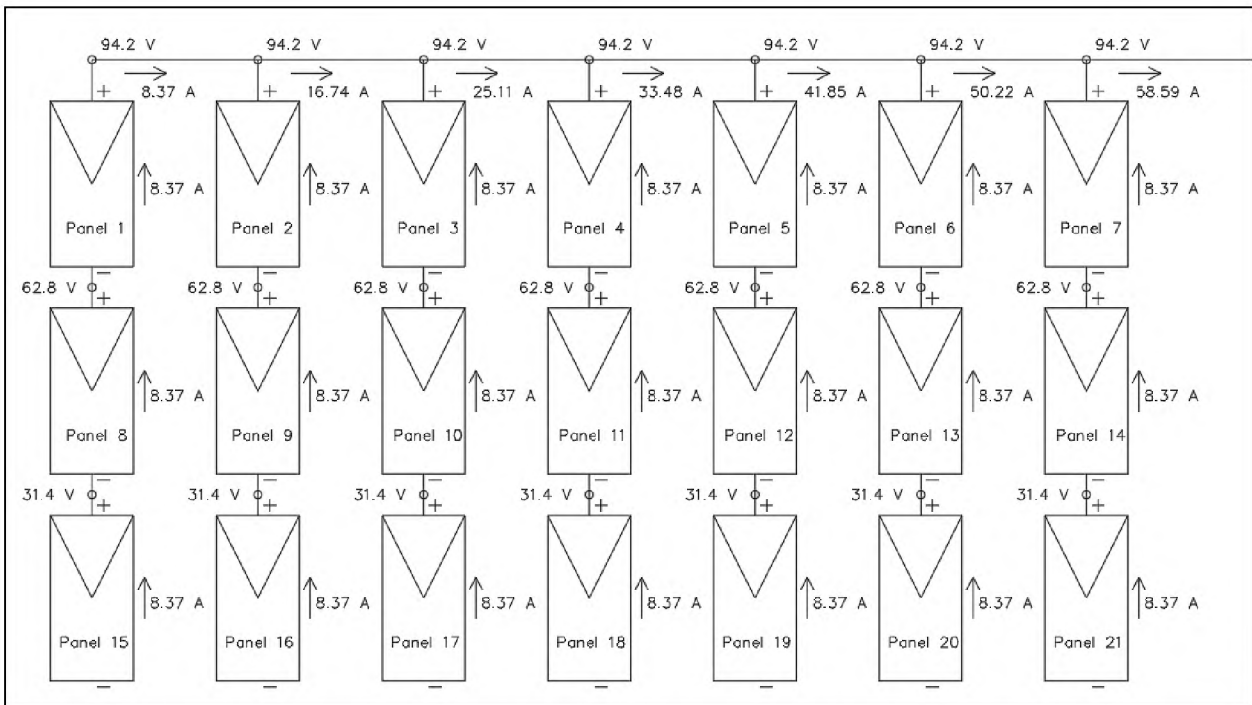 94.2 V 94.2 V 94.2 V 94.2 V 94.2 V 94.2 V 94.2 V
+ 8.37 A + 16.74 A + 25.11 A + 33.48 A + 41.85 A + 50.22 A + 58.59 A
8.37 A 8.37 A 8.37 A 8.37 A 8.37 A 8.37 A 8.37 A
Panel 1 Panel 2 Panel 3 Panel 4 Panel 5 Panel 6 Panel 7
− − − − − − −
62.8 V + 62.8 V + 62.8 V + 62.8 V + 62.8 V + 62.8 V + 62.8 V +
8.37 A 8.37 A 8.37 A 8.37 A 8.37 A 8.37 A 8.37 A
Panel 8 Panel 9 Panel 10 Panel 11 Panel 12 Panel 13 Panel 14
− − − − − − −
31.4 V + 31.4 V + 31.4 V + 31.4 V + 31.4 V + 31.4 V + 31.4 V +
8.37 A 8.37 A 8.37 A 8.37 A 8.37 A 8.37 A 8.37 A
Panel 15 Panel 16 Panel 17 Panel 18 Panel 19 Panel 20 Panel 21
− − − − − − −